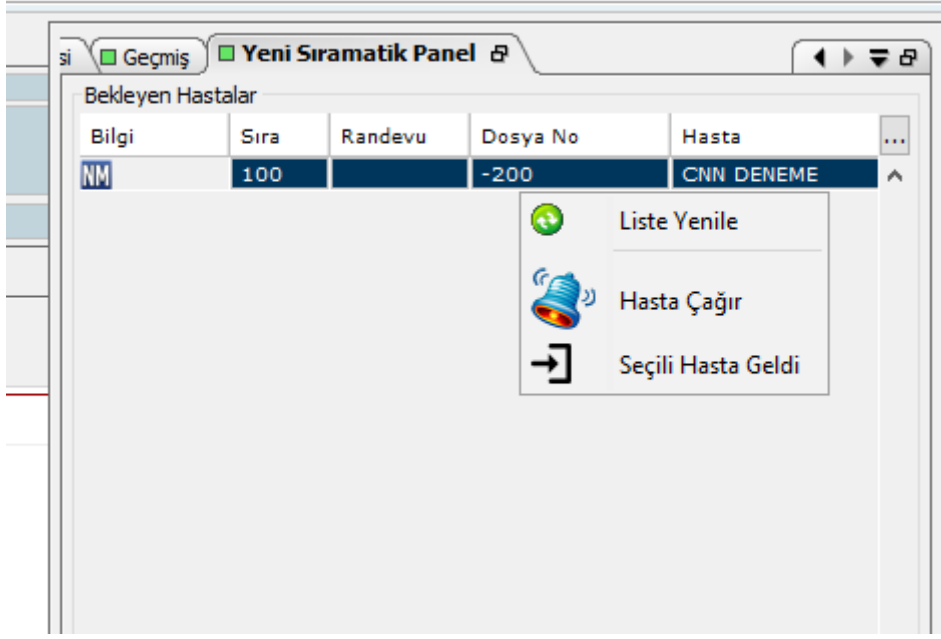 si Geçmiş Yeni Sıramatik Panel
Bekleyen Hastalar
Bilgi Sıra Randevu Dosya No Hasta ...
NM 100 -200 CNN DENEME
Liste Yenile
Hasta Çağır
Seçili Hasta Geldi